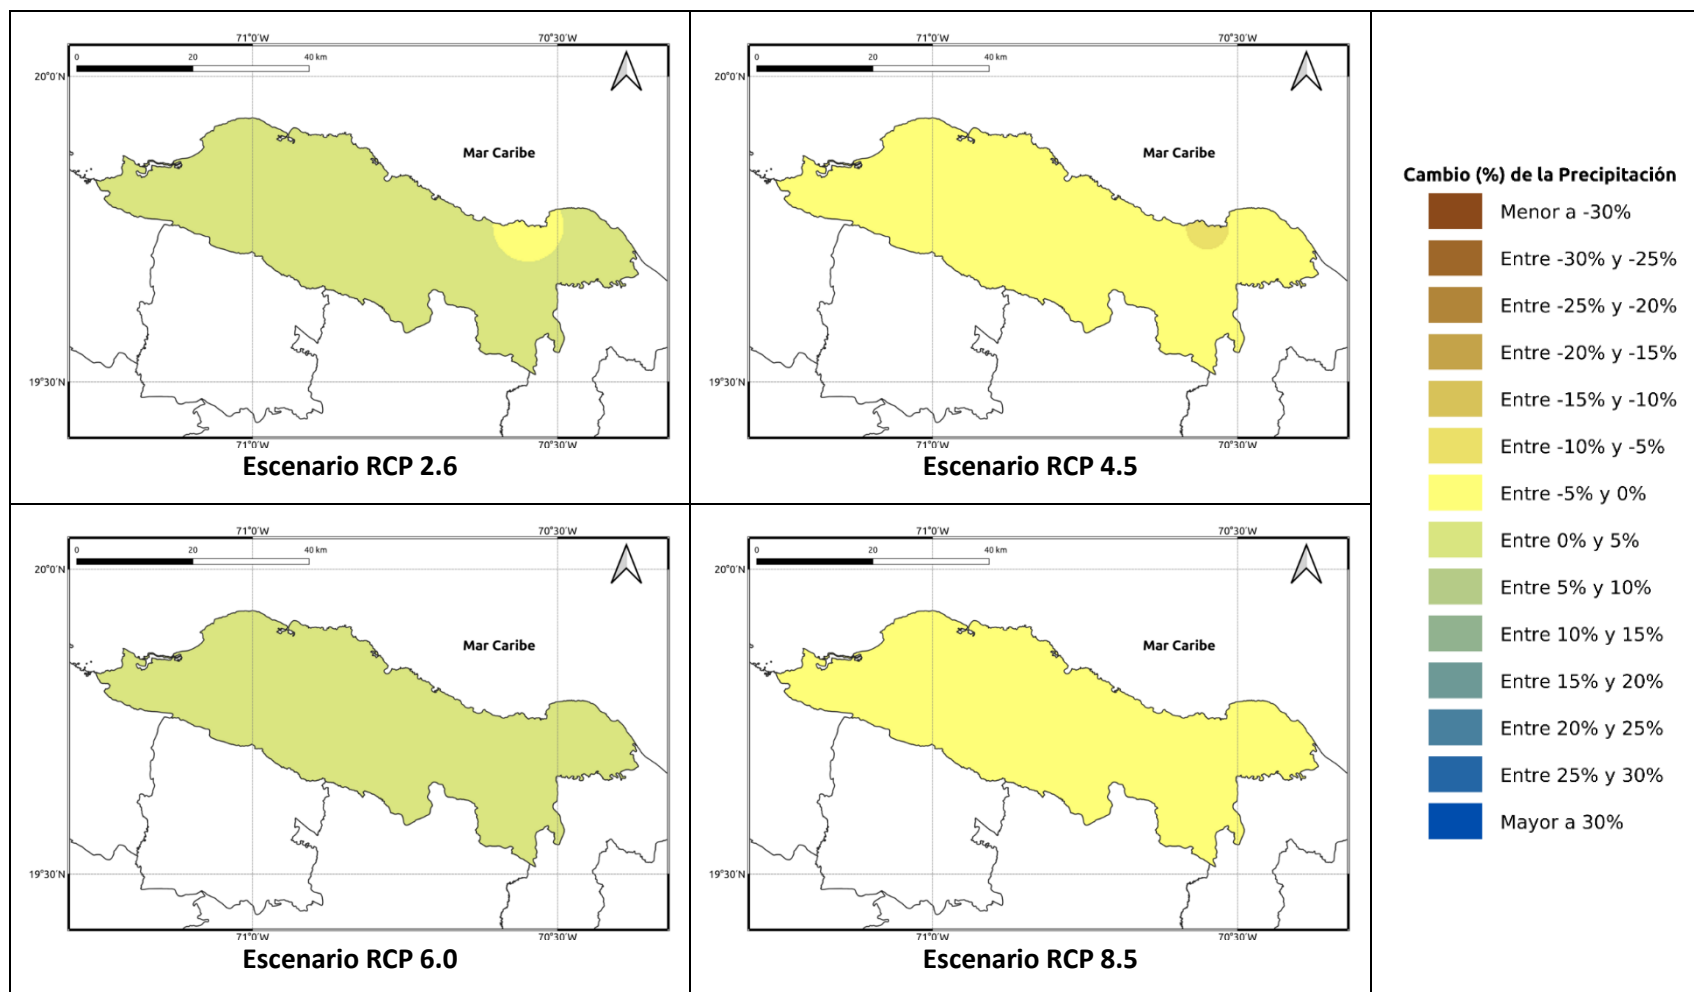 71°0'W 70°30'W
0 20 40 km
20°0'N
Mar Caribe
19°30'N
71°0'W 70°30'W
Escenario RCP 2.6
71°0'W 70°30'W
0 20 40 km
20°0'N
Mar Caribe
19°30'N
71°0'W 70°30'W
Escenario RCP 4.5
71°0'W 70°30'W
0 20 40 km
20°0'N
Mar Caribe
19°30'N
71°0'W 70°30'W
Escenario RCP 6.0
71°0'W 70°30'W
0 20 40 km
20°0'N
Mar Caribe
19°30'N
71°0'W 70°30'W
Escenario RCP 8.5
Cambio (%) de la Precipitación
Menor a -30%
Entre -30% y -25%
Entre -25% y -20%
Entre -20% y -15%
Entre -15% y -10%
Entre -10% y -5%
Entre -5% y 0%
Entre 0% y 5%
Entre 5% y 10%
Entre 10% y 15%
Entre 15% y 20%
Entre 20% y 25%
Entre 25% y 30%
Mayor a 30%